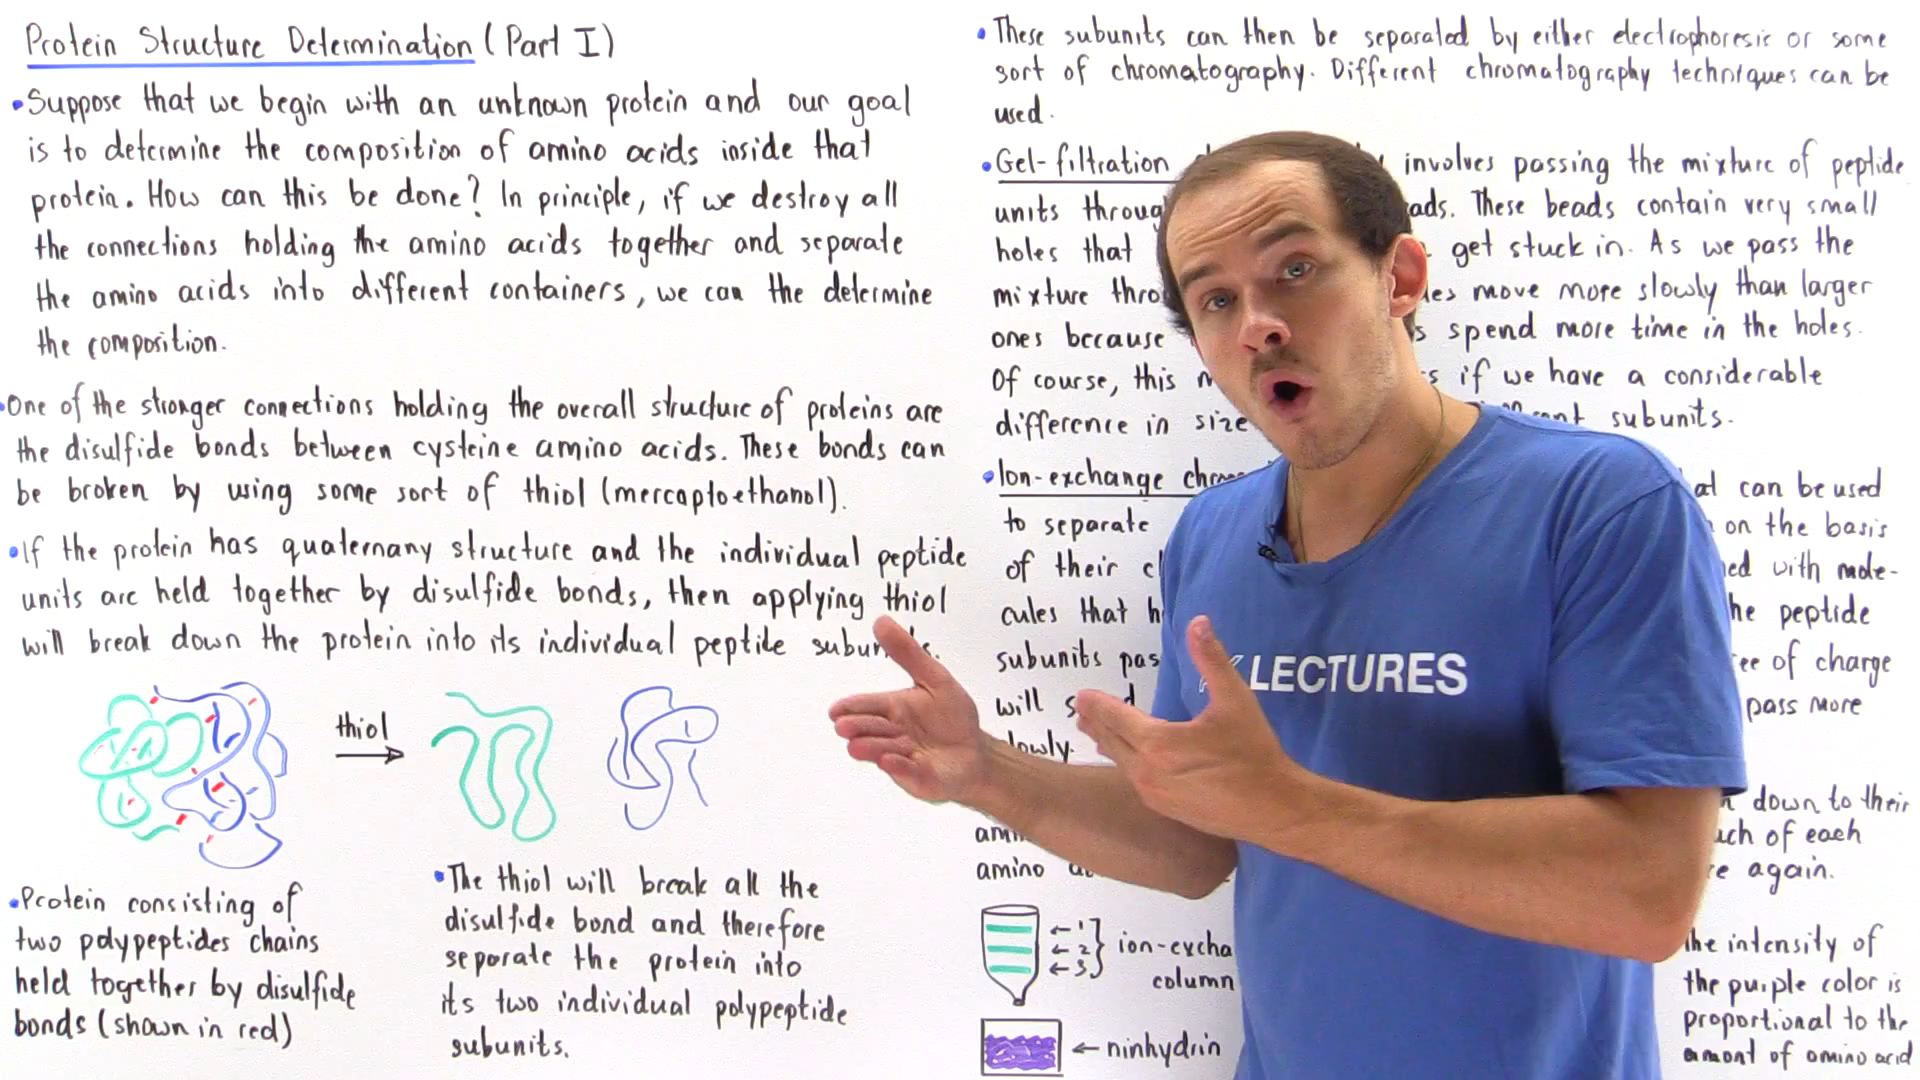 Protein Structure Determination (Part I)
• Suppose that we begin with an unknown protein and our goal
is to determine the composition of amino acids inside that
protein. How can this be done? In principle, if we destroy all
the connections holding the amino acids together and separate
the amino acids into different containers, we can the determine
the composition.
• One of the stronger connections holding the overall structure of proteins are
the disulfide bonds between cysteine amino acids. These bonds can
be broken by using some sort of thiol (mercaptoethanol).
• If the protein has quaternany structure and the individual peptide
units are held together by disulfide bonds, then applying thiol
will break down the protein into its individual peptide
thiol
• Protein consisting of
two polypeptides chains
held together by disulfide
bonds (shown in red)
• The thiol will break all the
disulfide bond and therefore
separate the protein into
its two individual polypeptide
subunits.
• These subunits can then be separated by either electrophoresis or some
sort of chromatography. Different chromatography techniques can be
used.
• Gel-filtration involves passing the mixture of peptide
units These beads contain very small
holes that get stuck in. As we pass the
mixture move more slowly than larger
ones because spend more time in the holes.
Of course, this if we have a considerable
difference in size subunits.
• Ion-exchange can be used
to separate on the basis
of their with mole-
cules that peptide
subunits of charge
will pass more
down to their
of each
amino again.
1
2
3
column
ninhydrin
intensity of
the purple color is
proportional to the
amont of amino acid
LECTURES